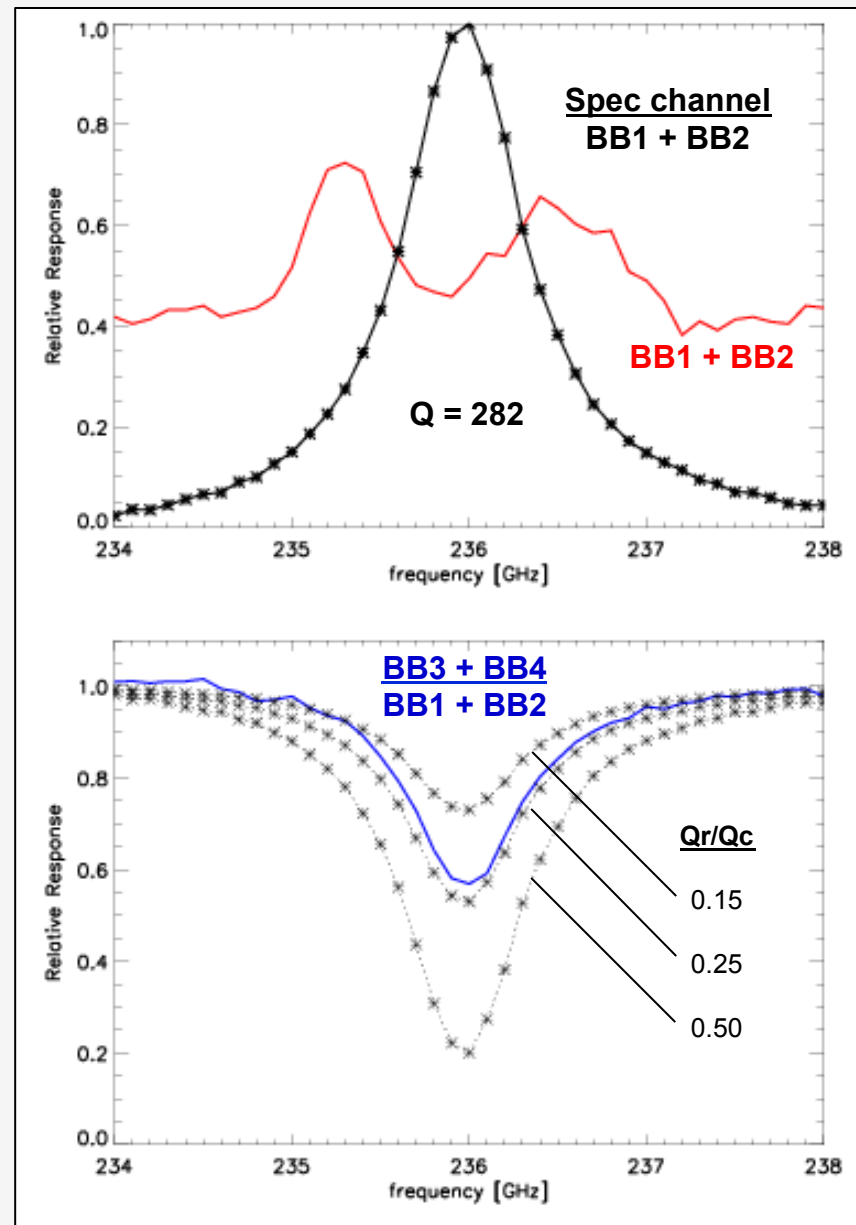 1.0
0.8
0.6
0.4
0.2
0.0
Relative Response
Spec channel
BB1 + BB2
BB1 + BB2
Q = 282
234 235 236 237 238
frequency [GHz]
1.0
0.8
0.6
0.4
0.2
0.0
Relative Response
BB3 + BB4
BB1 + BB2
Qr/Qc
0.15
0.25
0.50
234 235 236 237 238
frequency [GHz]